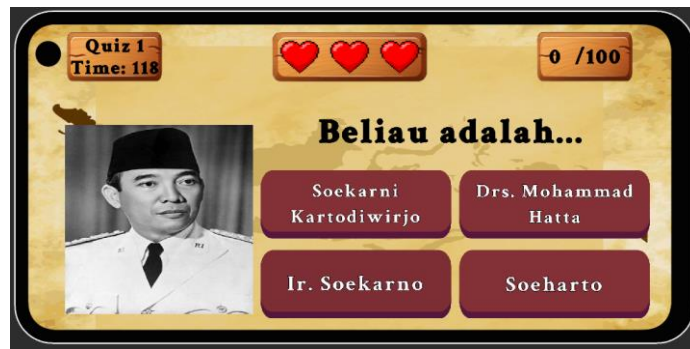 Quiz 1
Time: 118
0 /100
Beliau adalah...
Soekarni
Kartodiwirjo
Drs. Mohammad
Hatta
Ir. Soekarno
Soeharto